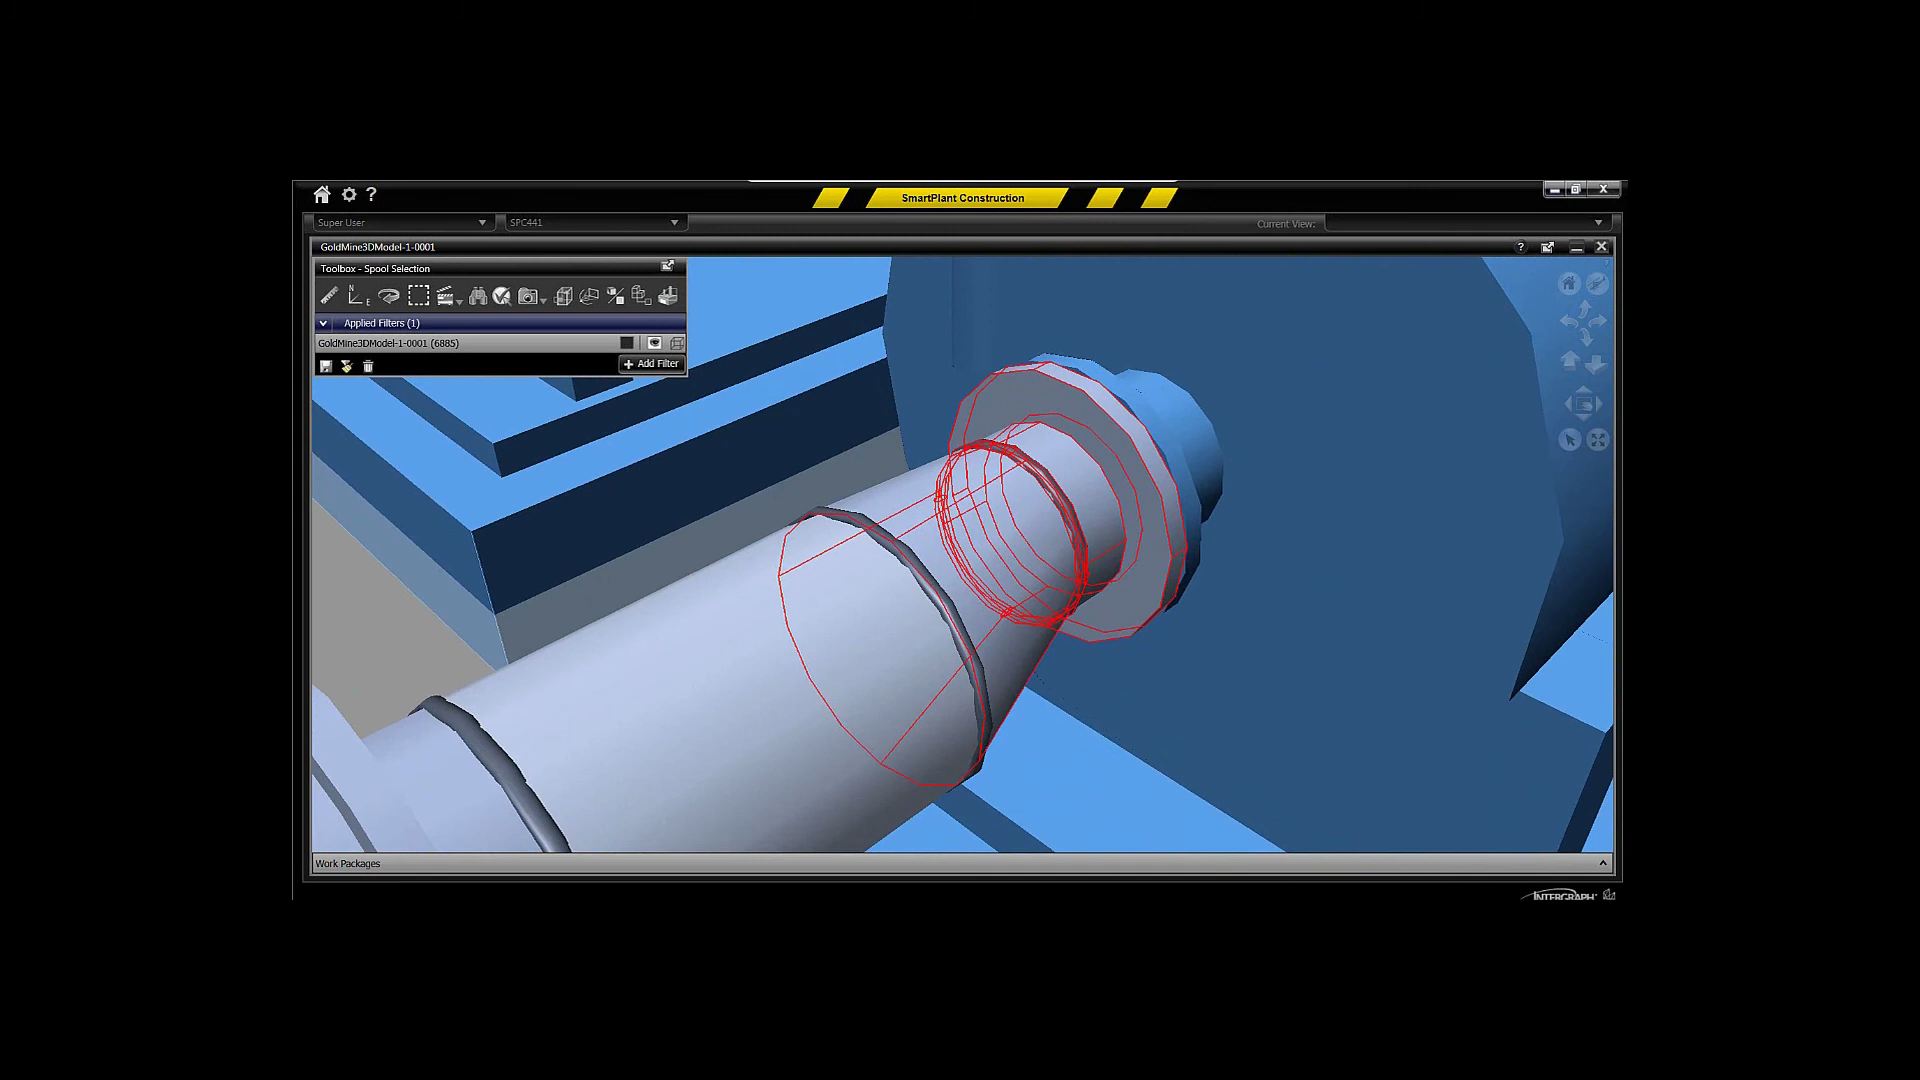 ?
SmartPlant Construction
Super User
SPC441
Current View:
GoldMine3DModel-1-0001
?
Toolbox - Spool Selection
N
E
Applied Filters (1)
GoldMine3DModel-1-0001 (6885)
+ Add Filter
Work Packages
INTERGRAPH